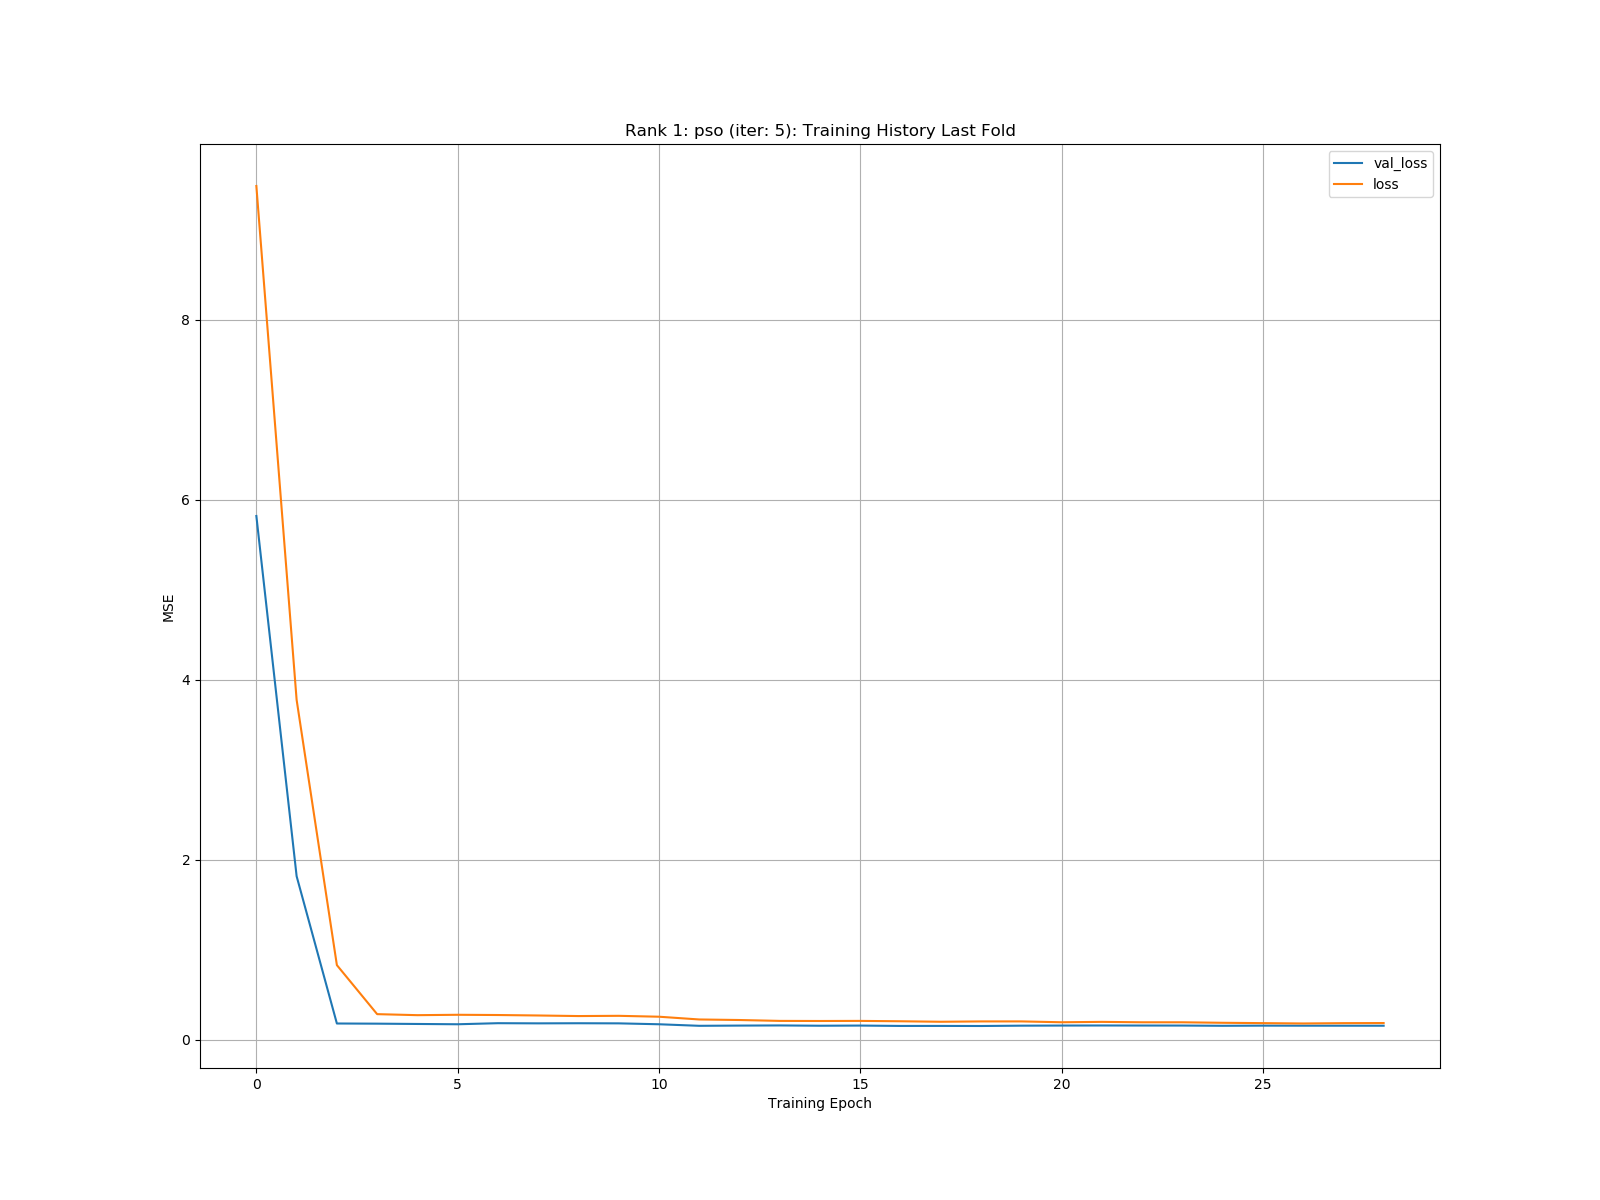 Rank 1: pso (iter: 5): Training History Last Fold
val_loss
loss
8
6
4
2
0
MSE
0 5 10 15 20 25
Training Epoch